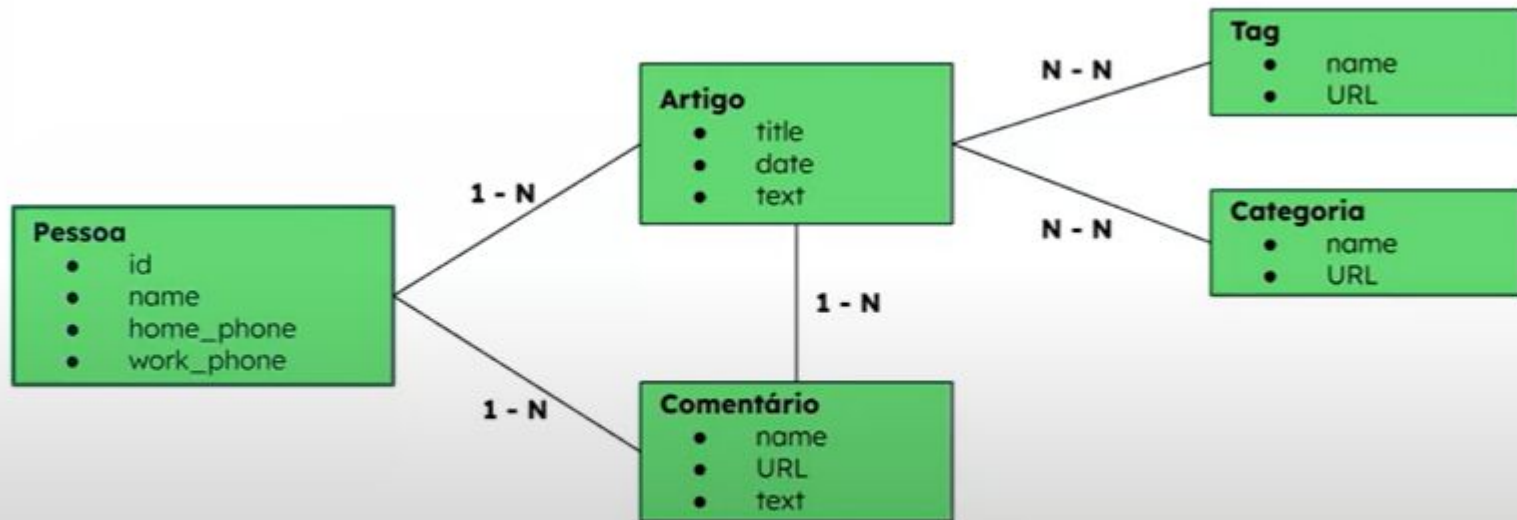 Pessoa
● id
● name
● home_phone
● work_phone
1 - N
1 - N
Artigo
● title
● date
● text
1 - N
Comentário
● name
● URL
● text
N - N
N - N
Tag
● name
● URL
Categoria
● name
● URL